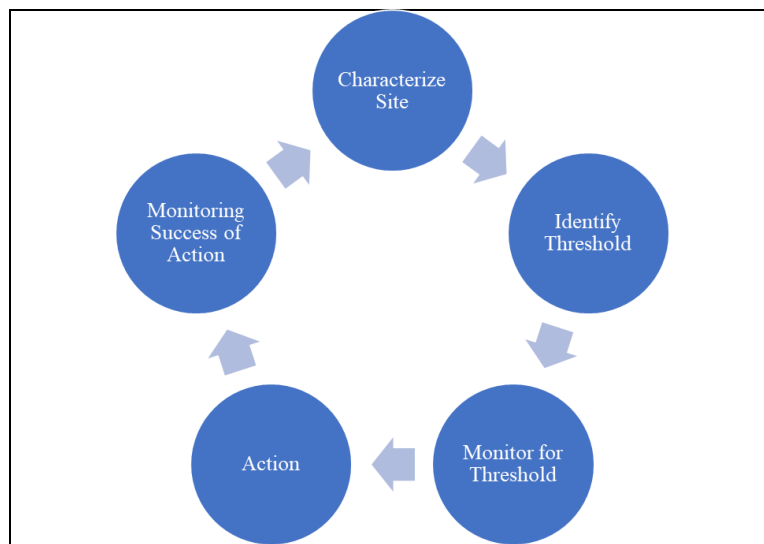 Characterize
Site
Identify
Threshold
Monitor for
Threshold
Action
Monitoring
Success of
Action